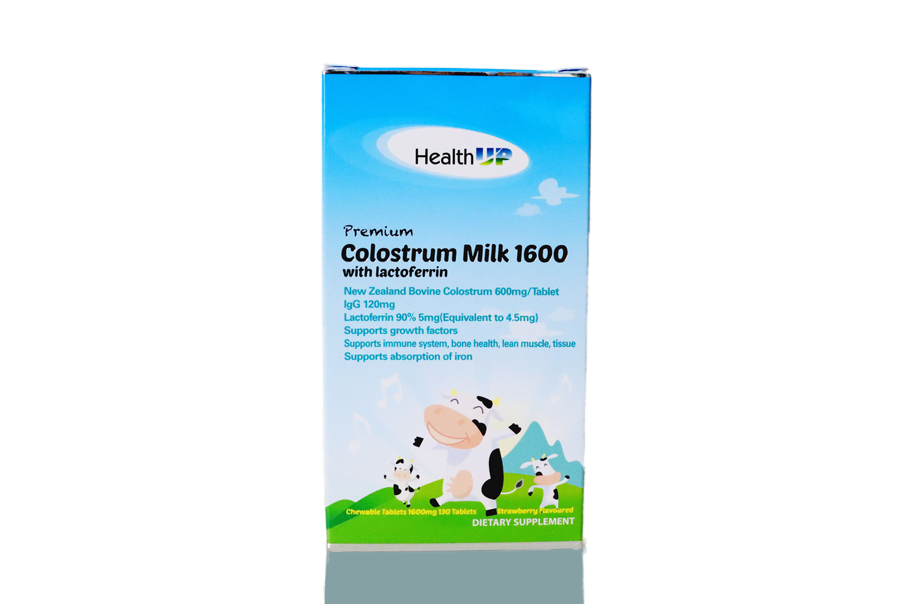 Health UP
Premium
Colostrum Milk 1600
with lactoferrin
New Zealand Bovine Colostrum 600mg/Tablet
IgG 120mg
Lactoferrin 90% 5mg(Equivalent to 4.5mg)
Supports growth factors
Supports immune system, bone health, lean muscle, tissue
Supports absorption of iron
Chewable Tablets 1600mg 130 Tablets Strawberry Flavoured
DIETARY SUPPLEMENT